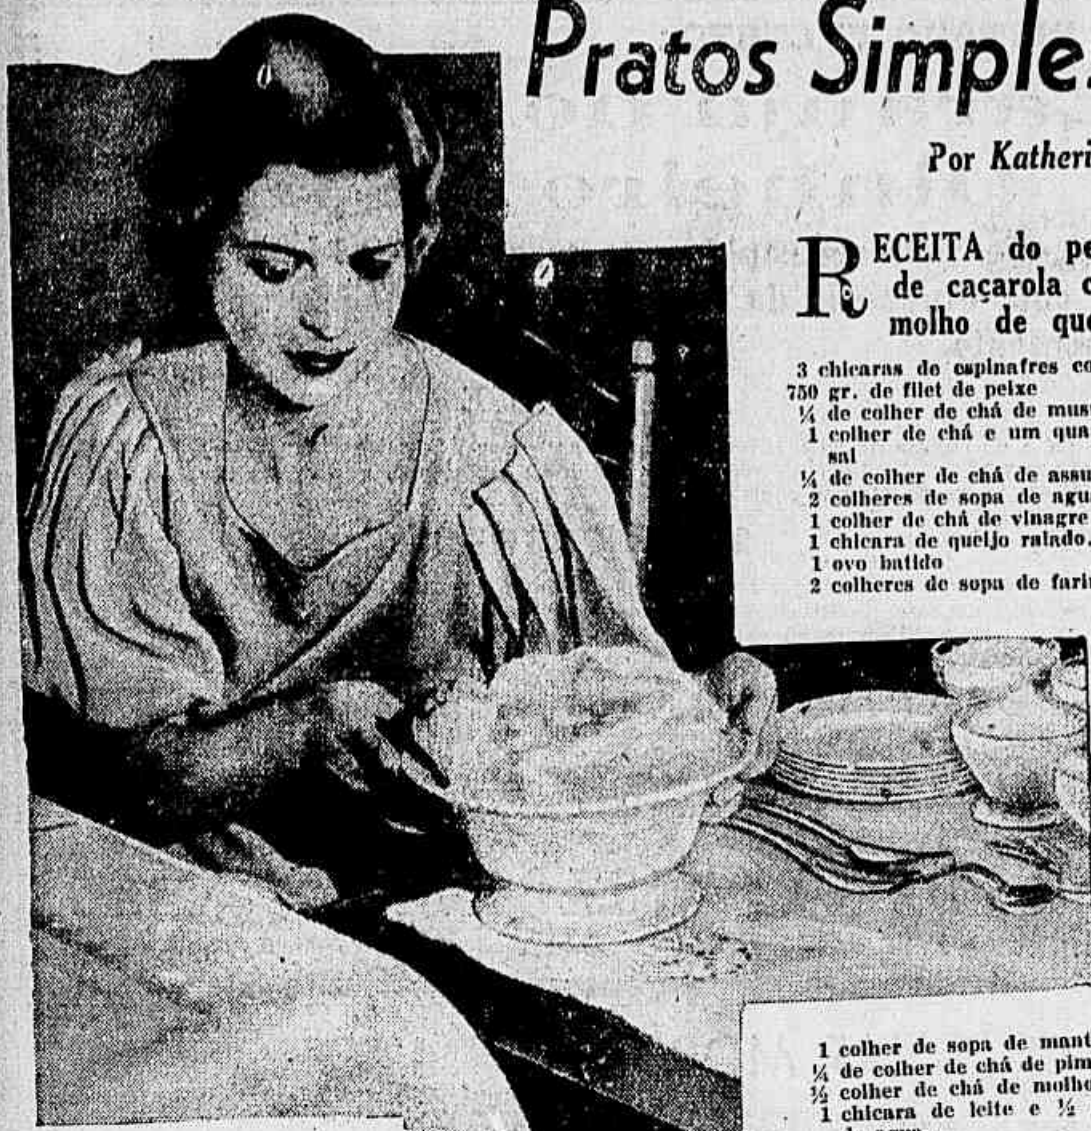 Pratos Simple
Por Katheri
RECEITA do pe
de caçarola c
molho de que
3 chicaras de espinafres co
750 gr. de filet de peixe
¼ de colher de chá de mus
1 colher de chá e um qua
sal
¼ de colher de chá de assu
2 colheres de sopa de agu
1 colher de chá de vinagre
1 chicara de queijo ralado.
1 ovo batido
2 colheres de sopa de fari
1 colher de sopa de mant
¼ de colher de chá de pim
½ colher de chá de molho
1 chicara de leite e ½